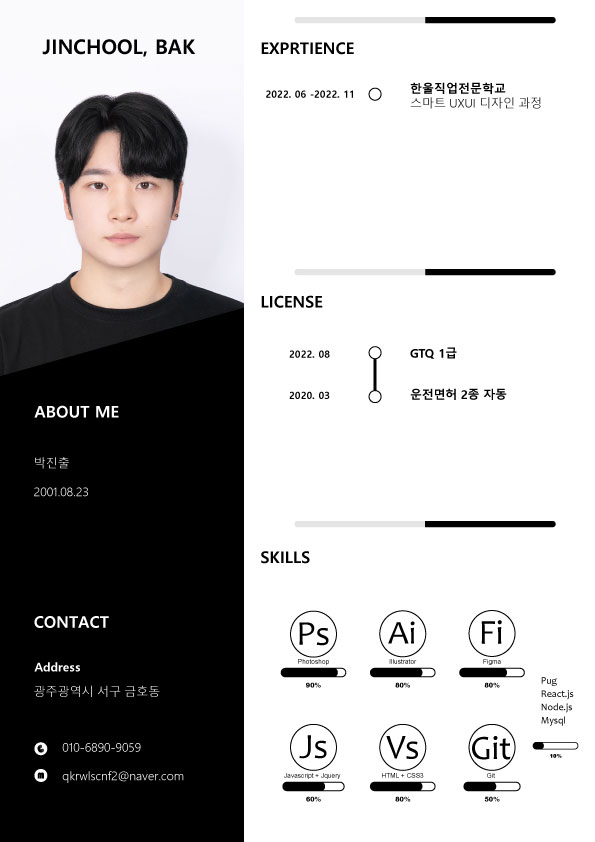 JINCHOOL, BAK
ABOUT ME
박진출
2001.08.23
CONTACT
Address
광주광역시 서구 금호동
010-6890-9059
qkrwlscnf2@naver.com
EXPRTIENCE
2022. 06 -2022. 11
한울직업전문학교
스마트 UXUI 디자인 과정
LICENSE
2022. 08
GTQ 1급
2020. 03
운전면허 2종 자동
SKILLS
Ps
Photoshop
90%
Ai
Illustrator
80%
Fi
Figma
80%
Js
Javascript + Jquery
60%
Vs
HTML + CSS3
80%
Git
Git
50%
Pug
React.js
Node.js
Mysql
10%